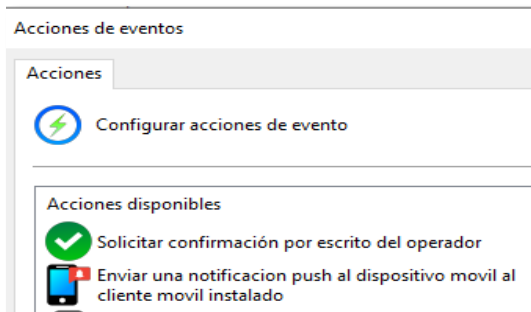 Acciones de eventos
Acciones
Configurar acciones de evento
Acciones disponibles
Solicitar confirmación por escrito del operador
Enviar una notificacion push al dispositivo movil al
cliente movil instalado